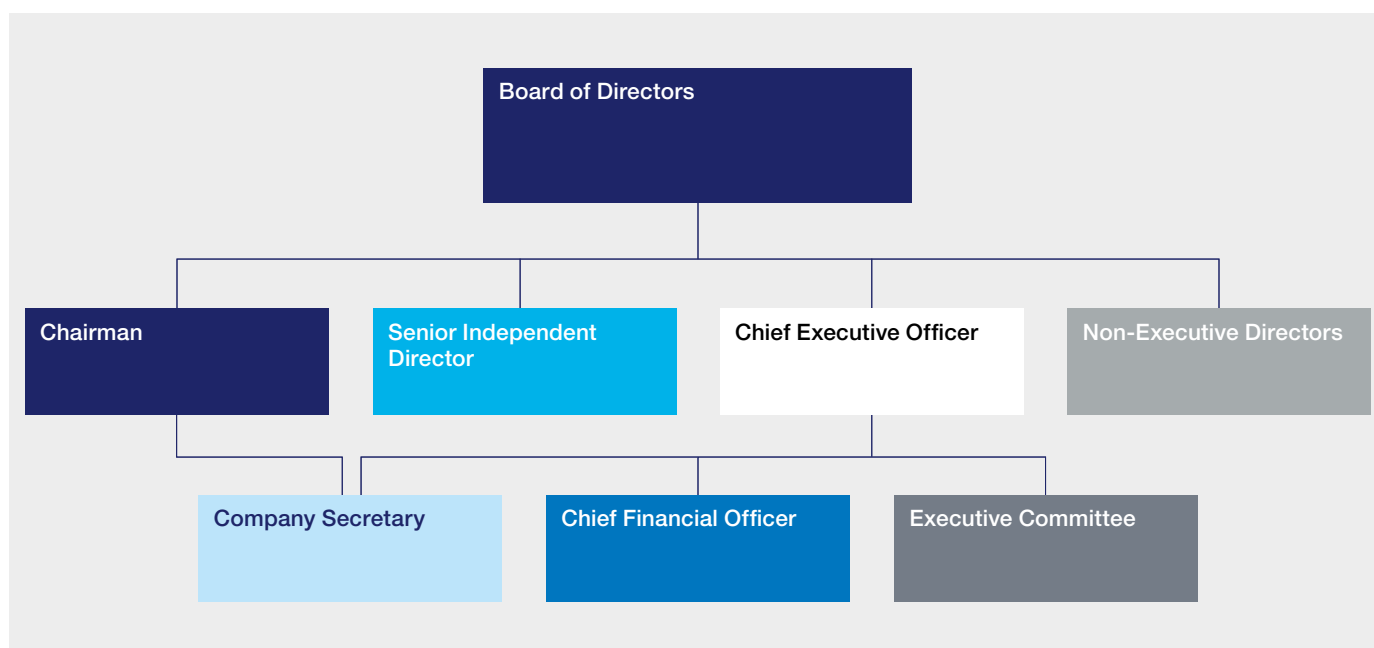 Board of Directors
Chairman
Senior Independent
Director
Chief Executive Officer
Non-Executive Directors
Company Secretary
Chief Financial Officer
Executive Committee